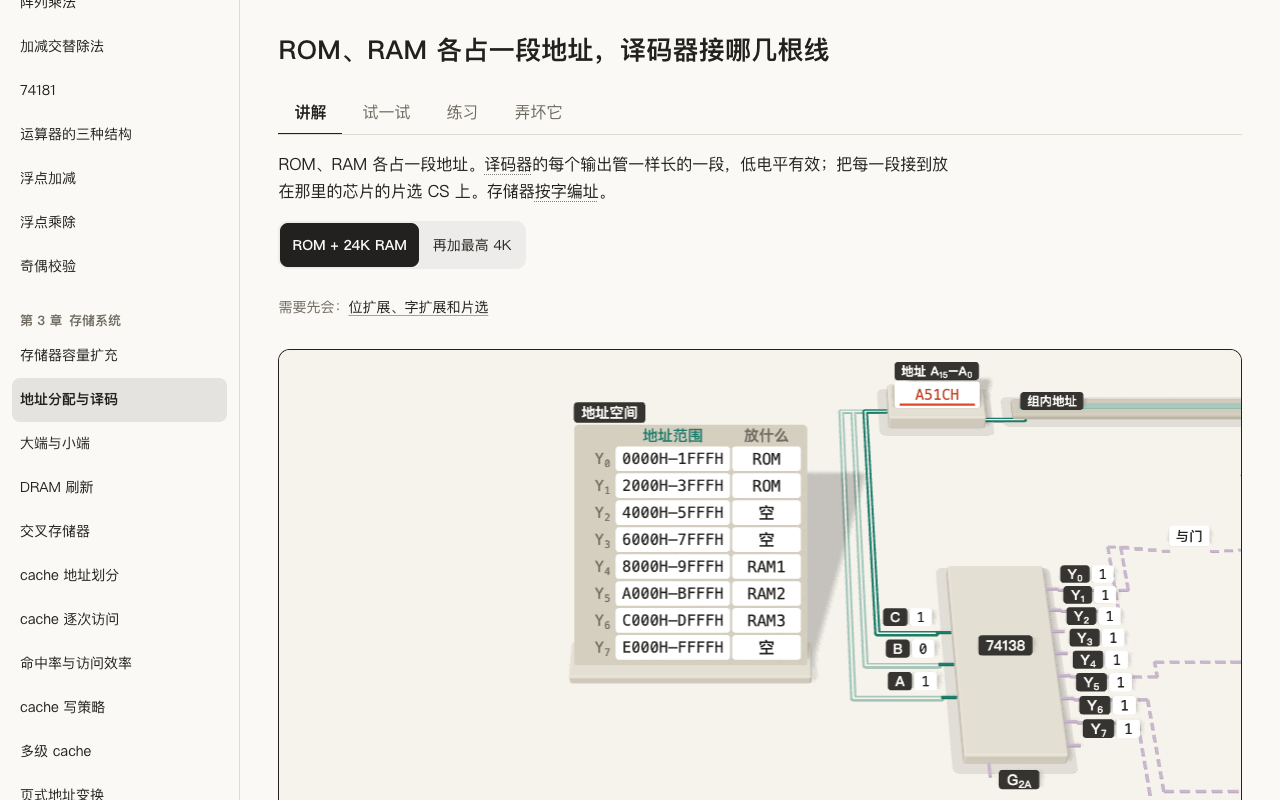 阵列乘法
加减交替除法
74181
运算器的三种结构
浮点加减
浮点乘除
奇偶校验
第 3 章 存储系统
存储器容量扩充
地址分配与译码
大端与小端
DRAM 刷新
交叉存储器
cache 地址划分
cache 逐次访问
命中率与访问效率
cache 写策略
多级 cache
页式地址变换
ROM、RAM 各占一段地址，译码器接哪几根线
讲解 试一试 练习 弄坏它
ROM、RAM 各占一段地址。译码器的每个输出管一样长的一段，低电平有效；把每一段接到放
在那里的芯片的片选 CS 上。存储器按字编址。
ROM + 24K RAM 再加最高 4K
需要先会： 位扩展、字扩展和片选
地址 A₁₅—A₀
A51CH
组内地址
地址空间
地址范围 放什么
Y₀ 0000H—1FFFH ROM
Y₁ 2000H—3FFFH ROM
Y₂ 4000H—5FFFH 空
Y₃ 6000H—7FFFH 空
Y₄ 8000H—9FFFH RAM1
Y₅ A000H—BFFFH RAM2
Y₆ C000H—DFFFH RAM3
Y₇ E000H—FFFFH 空
与门
C 1
B 0
A 1
74138
Y₀ 1
Y₁ 1
Y₂ 1
Y₃ 1
Y₄ 1
Y₅ 1
Y₆ 1
Y₇ 1
G₂A